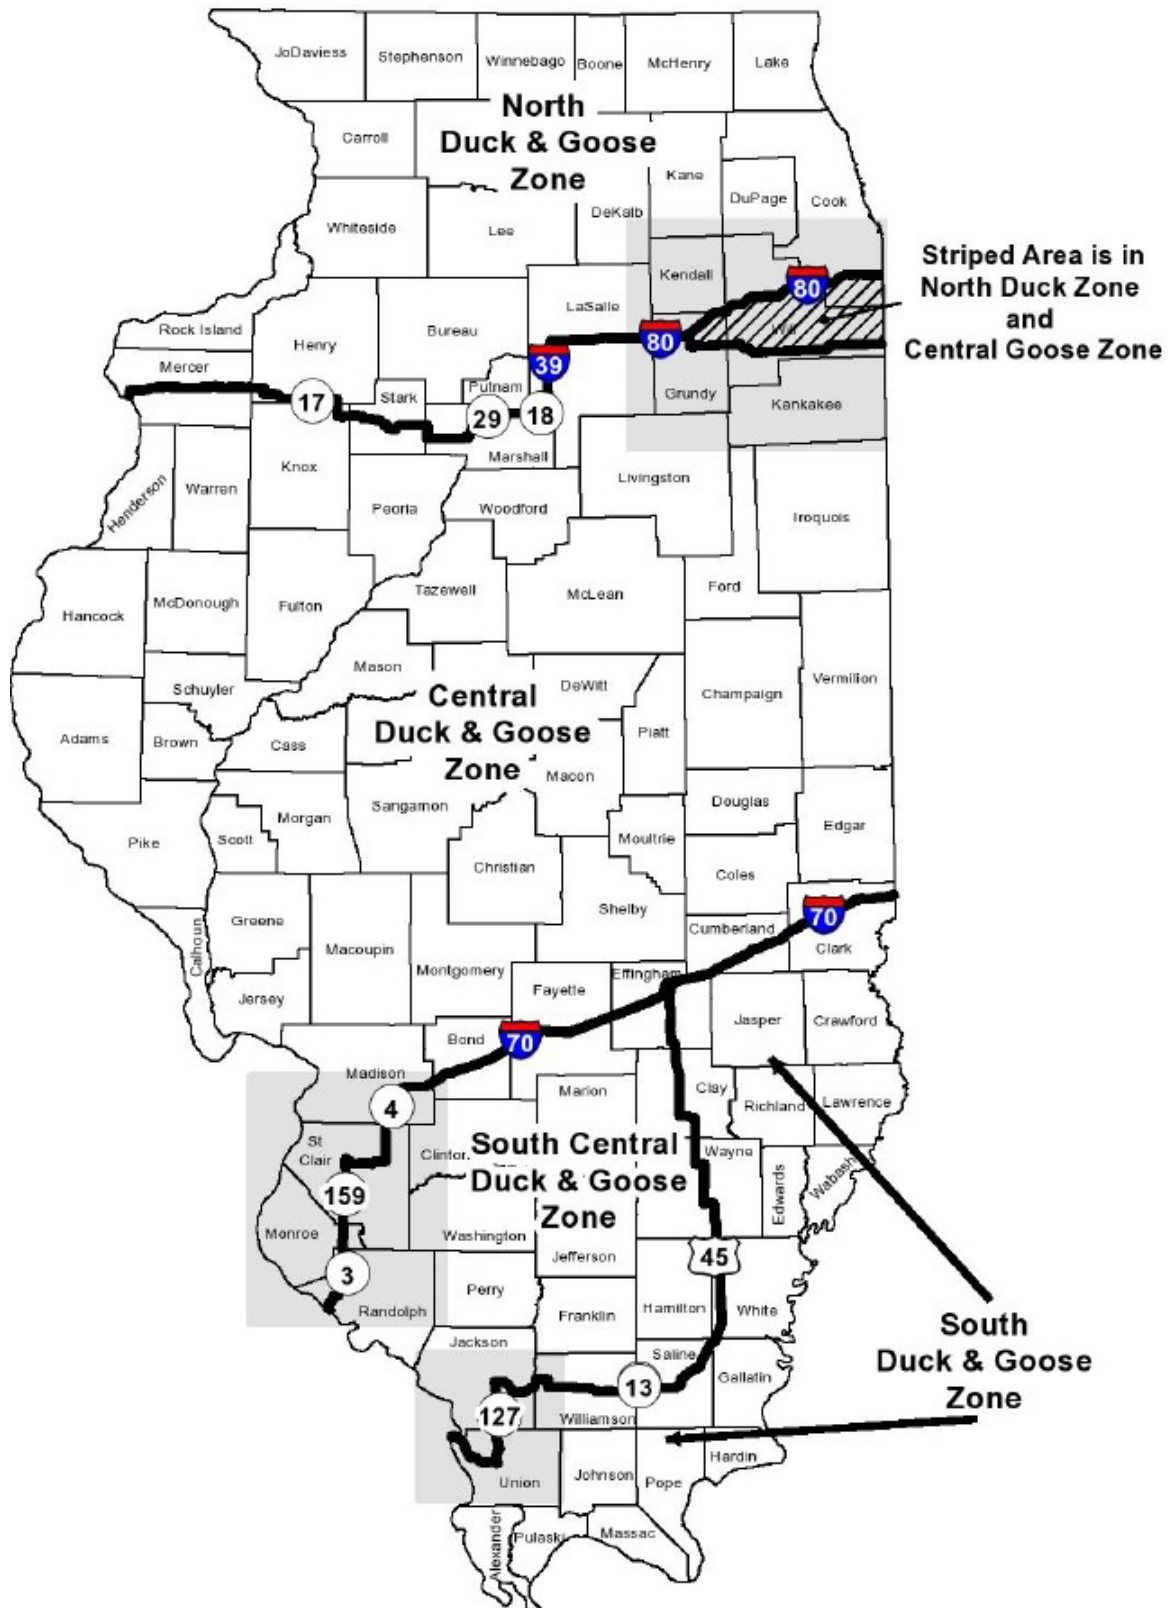 JoDaviess
Stephenson
Winnebago
Boone
McHenry
Lake
North
Duck & Goose
Zone
Carroll
Kane
DuPage
Cook
DeKalb
Whiteside
Lee
Striped Area is in
North Duck Zone
and
Central Goose Zone
Kendall
80
LaSalle
Rock Island
Henry
Bureau
80
Will
39
Mercer
Putnam
Stark
Grundy
Kankakee
17
29
18
Marshall
Knox
Livingston
Henderson
Warren
Peoria
Woodford
Iroquois
Hancock
McDonough
Fulton
Tazewell
McLean
Ford
Mason
Schuyler
Central
Duck & Goose
Zone
DeWitt
Champaign
Vermilion
Adams
Brown
Cass
Piatt
Macon
Sangamon
Douglas
Morgan
Edgar
Pike
Scott
Moultrie
Christian
Coles
Shelby
Greene
70
Cumberland
Clark
Calhoun
Macoupin
Montgomery
Effingham
Fayette
Jersey
Jasper
Crawford
Bond
70
Madison
Marion
Clay
4
Richland
Lawrence
St
Clair
Clinton
South Central
Duck & Goose
Zone
Wayne
Edwards
Wabash
159
Monroe
Washington
Jefferson
45
3
Perry
Randolph
Franklin
Hamilton
White
South
Duck & Goose
Zone
Jackson
Saline
Gallatin
13
127
Williamson
Hardin
Union
Johnson
Pope
Alexander
Pulaski
Massac